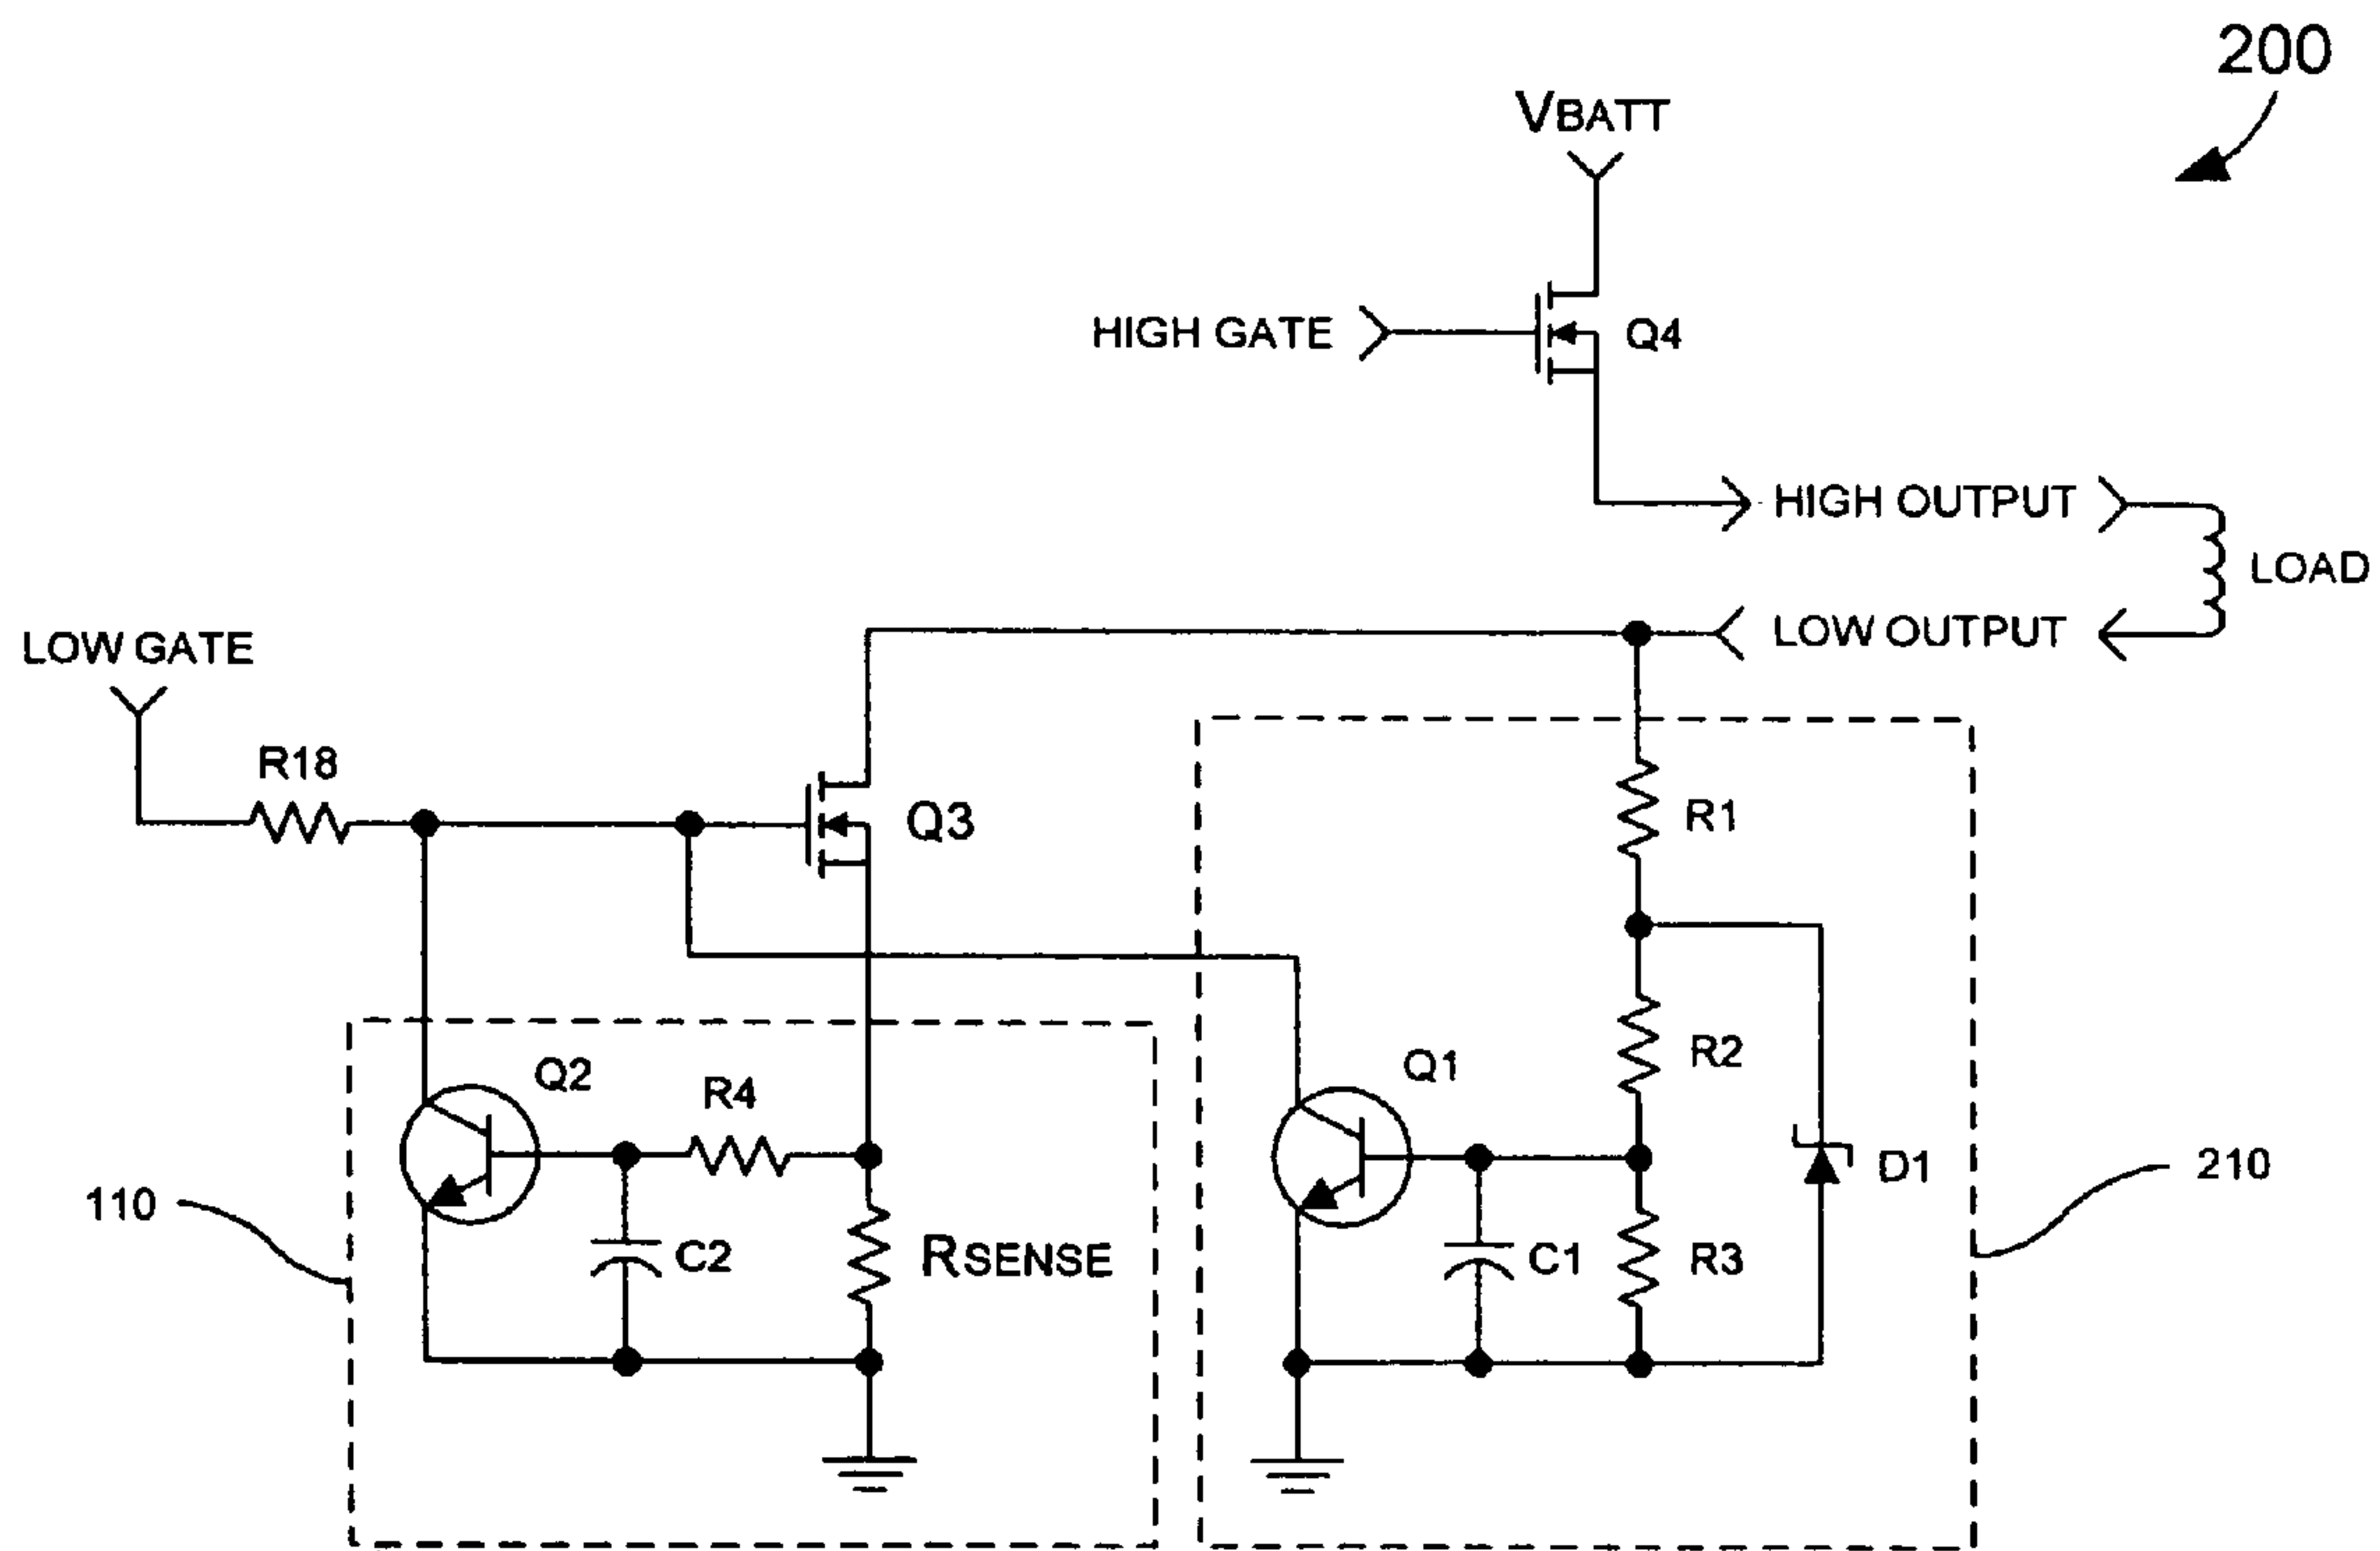 200
VBATT
HIGH GATE
Q4
HIGH OUTPUT
LOAD
LOW OUTPUT
LOW GATE
R18
Q3
R1
R2
Q2
R4
Q1
D1
210
110
C2
RSENSE
C1
R3